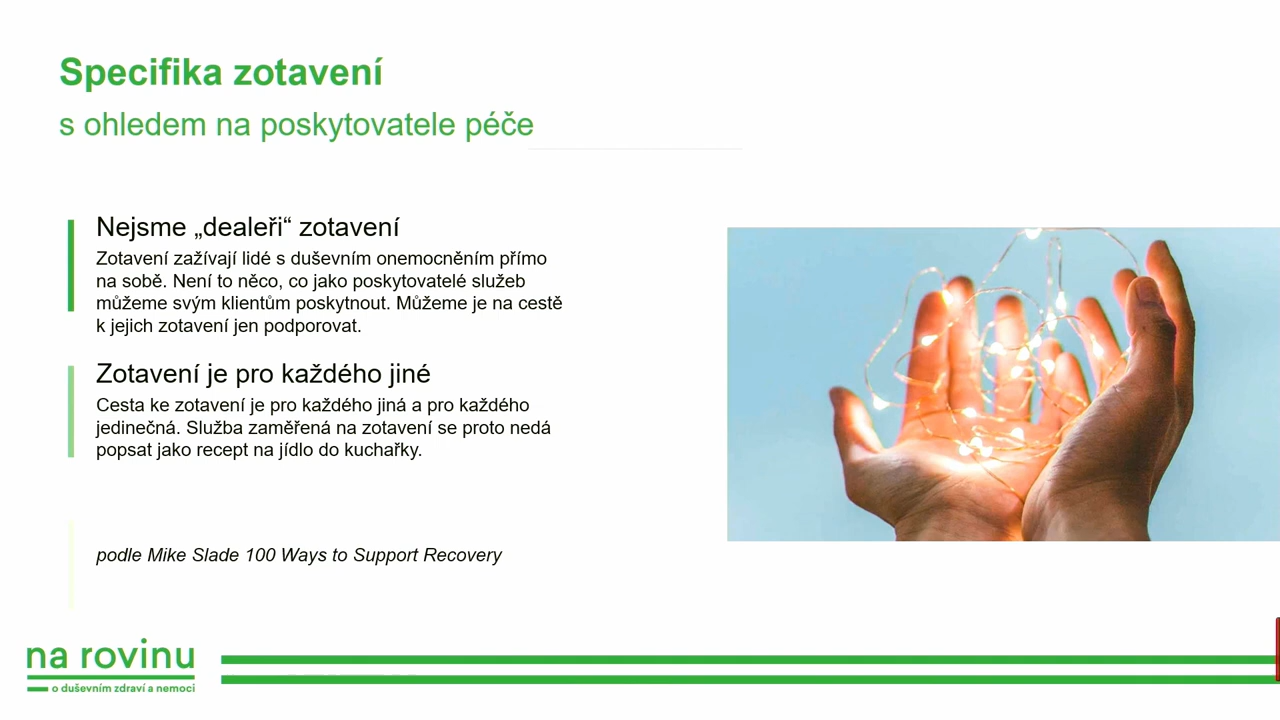 Specifika zotavení
s ohledem na poskytovatele péče
Nejsme „dealeři“ zotavení
Zotavení zažívají lidé s duševním onemocněním přímo
na sobě. Není to něco, co jako poskytovatelé služeb
můžeme svým klientům poskytnout. Můžeme je na cestě
k jejich zotavení jen podporovat.
Zotavení je pro každého jiné
Cesta ke zotavení je pro každého jiná a pro každého
jedinečná. Služba zaměřená na zotavení se proto nedá
popsat jako recept na jídlo do kuchařky.
podle Mike Slade 100 Ways to Support Recovery
na rovinu
o duševním zdraví a nemoci